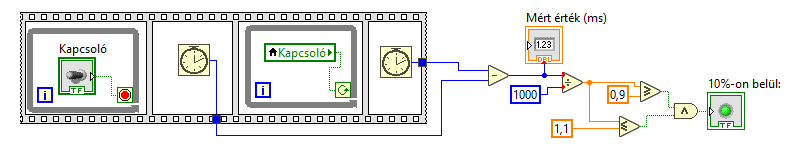 Mért érték (ms)
Kapcsoló
Kapcsoló
1.23
DBL
TF
i
i
1000
0,9
1,1
10%-on belül:
TF